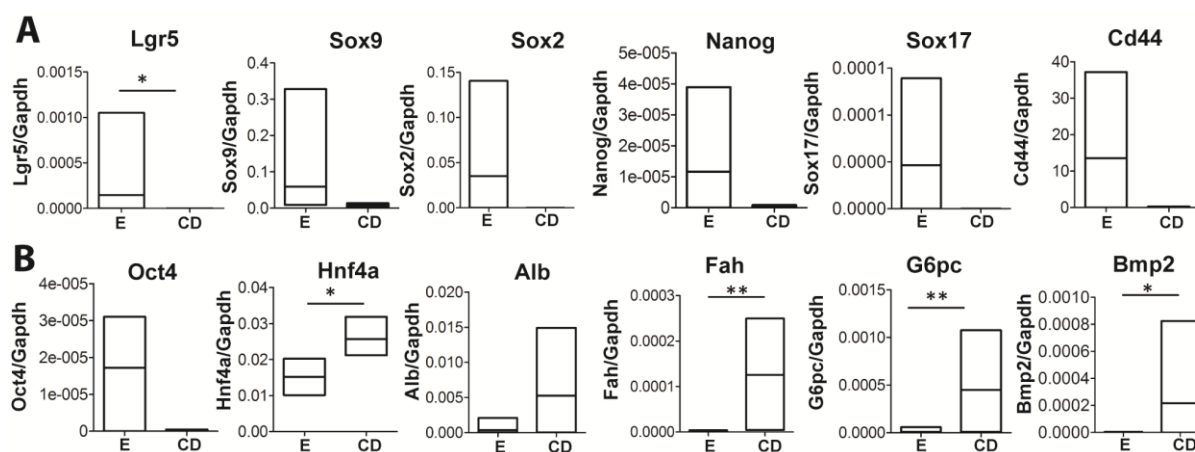 A
Lgr5 Sox9 Sox2 Nanog Sox17 Cd44
Lgr5/Gapdh
0.0015
0.0010
0.0005
0.0000
*
E CD
Sox9/Gapdh
0.4
0.3
0.2
0.1
0.0
E CD
Sox2/Gapdh
0.15
0.10
0.05
0.00
E CD
Nanog/Gapdh
5e-005
4e-005
3e-005
2e-005
1e-005
0
E CD
Sox17/Gapdh
0.0001
0.0001
0.0000
0.0000
E CD
Cd44/Gapdh
40
30
20
10
0
E CD
B
Oct4 Hnf4a Alb Fah G6pc Bmp2
Oct4/Gapdh
4e-005
3e-005
2e-005
1e-005
0
E CD
Hnf4a/Gapdh
0.04
0.03
0.02
0.01
0.00
*
E CD
Alb/Gapdh
0.020
0.015
0.010
0.005
0.000
E CD
Fah/Gapdh
0.0003
0.0002
0.0001
0.0000
**
E CD
G6pc/Gapdh
0.0015
0.0010
0.0005
0.0000
**
E CD
Bmp2/Gapdh
0.0010
0.0008
0.0006
0.0004
0.0002
0.0000
*
E CD